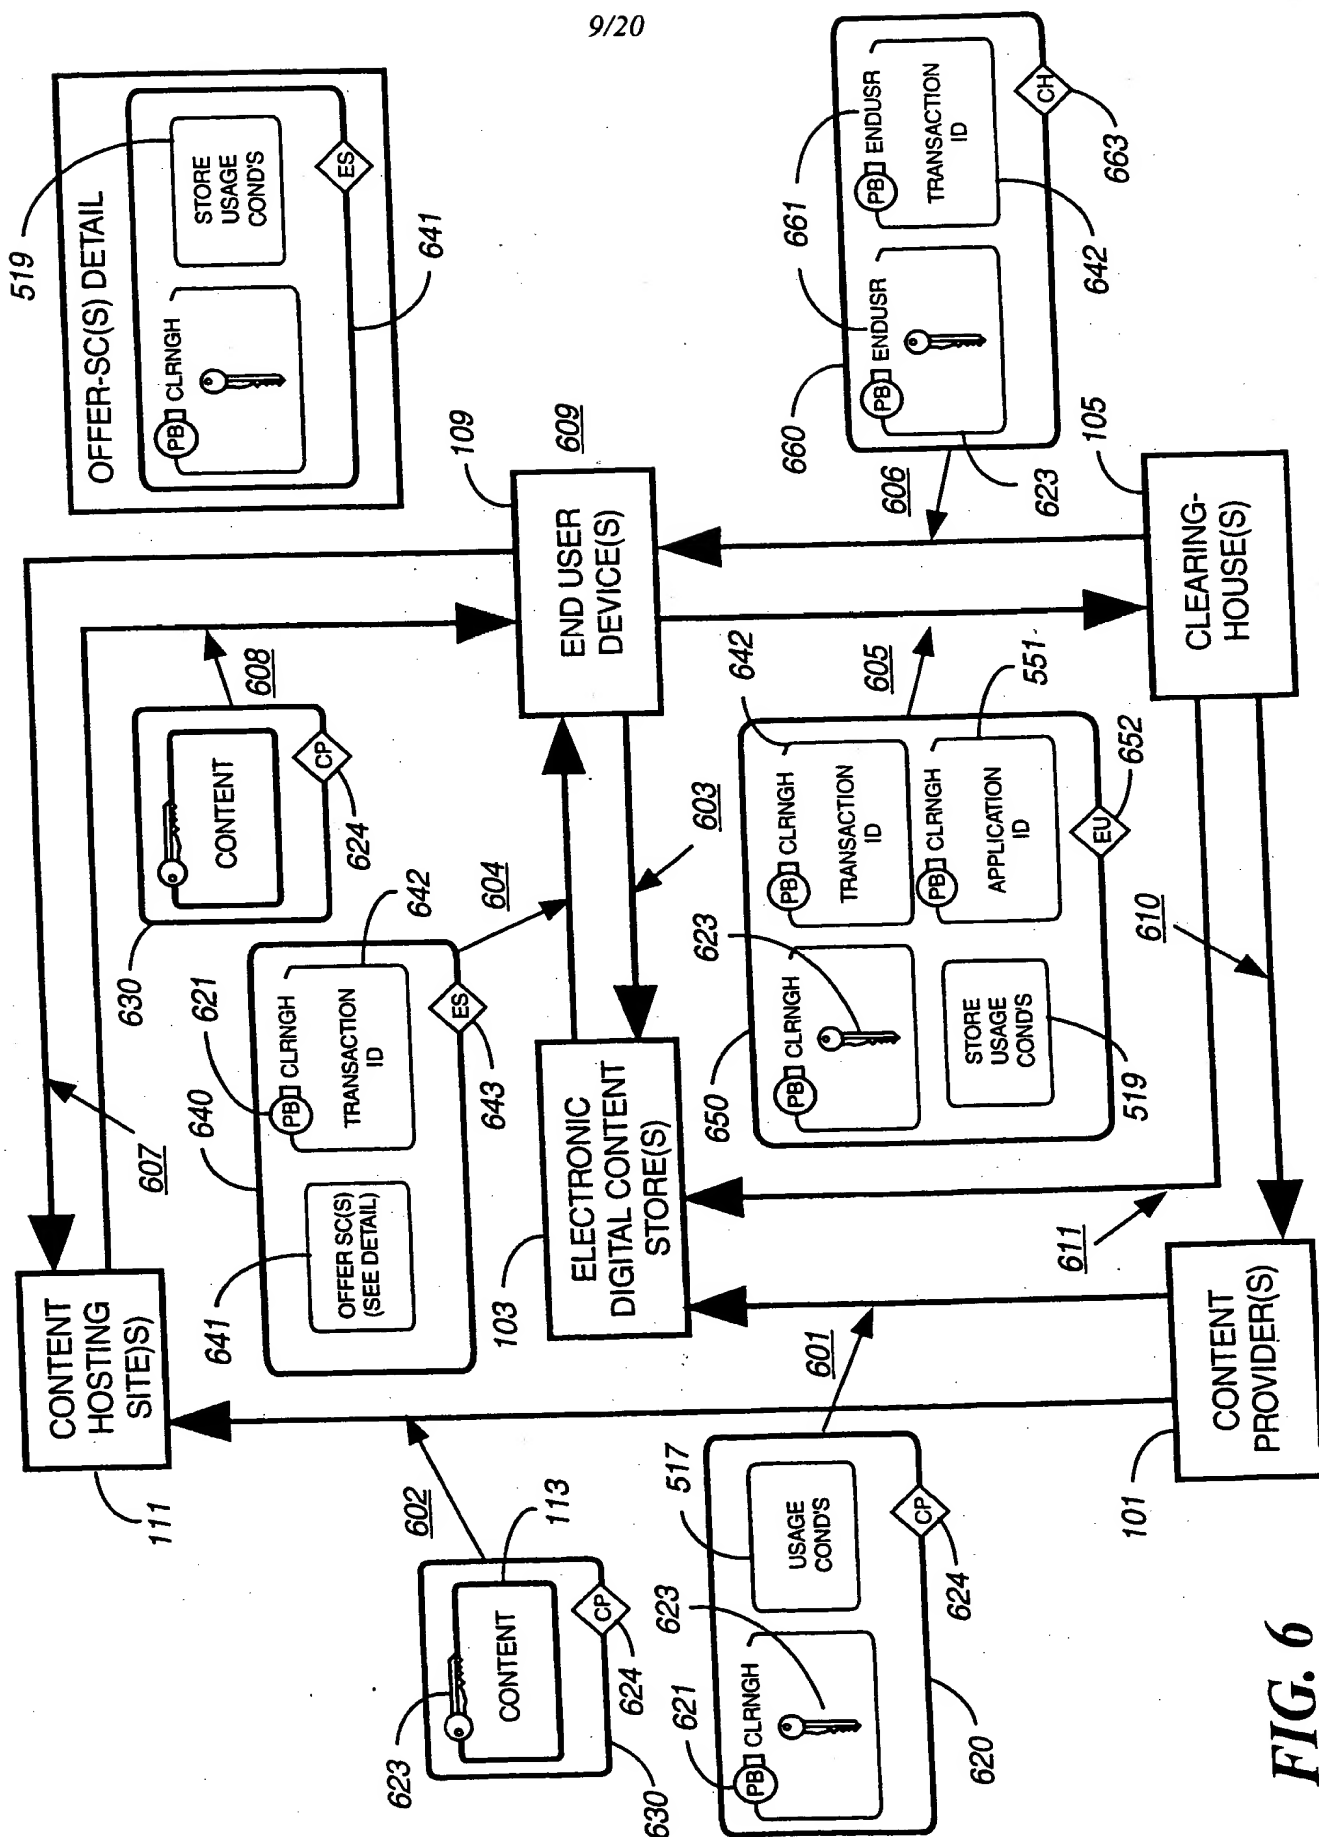 9/20
CONTENT
HOSTING
SITE)S)
111
607
608
630
CONTENT
CP
624
OFFER-SC(S) DETAIL
519
PB CLRNGH
STORE
USAGE
COND'S
ES
641
602
623
113
CONTENT
CP
624
630
640
621
PB CLRNGH
642
TRANSACTION
ID
OFFER SC(S)
(SEE DETAIL)
641
ES
643
604
603
109
609
END USER
DEVICE(S)
103
ELECTRONIC
DIGITAL CONTENT
STORE(S)
660
661
PB ENDUSR
PB ENDUSR
TRANSACTION
ID
CH
663
642
623
606
605
621
PB CLRNGH
623
517
USAGE
COND'S
CP
624
620
601
650
623
PB CLRNGH
642
PB CLRNGH
TRANSACTION
ID
STORE
USAGE
COND'S
519
PB CLRNGH
APPLICATION
ID
551
EU
652
611
610
101
CONTENT
PROVIDER(S)
105
CLEARING-
HOUSE(S)
FIG. 6